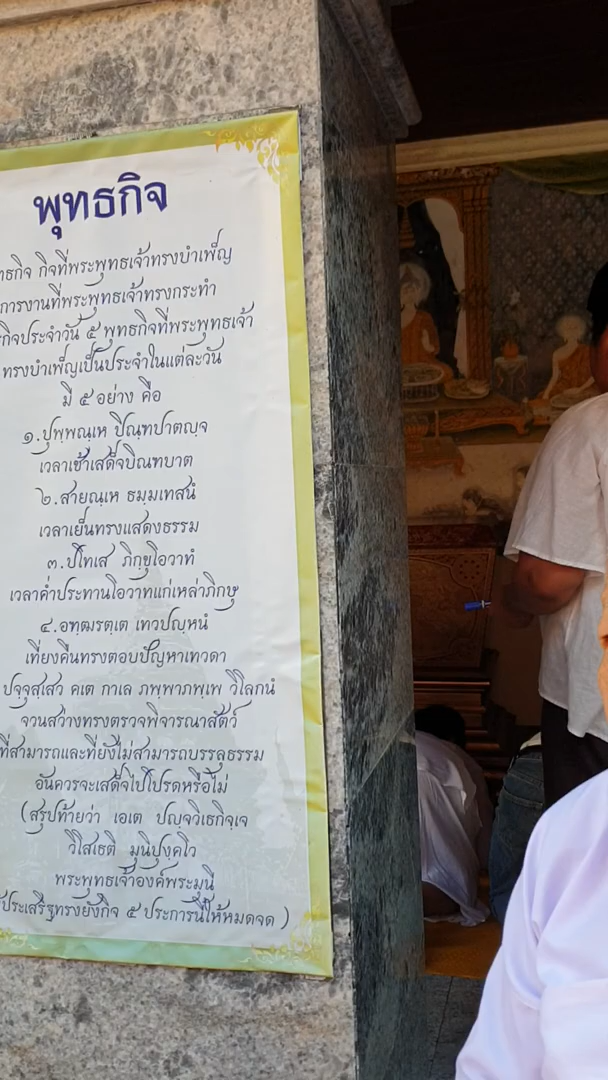 พุทธกิจ
กิจที่พระพุทธเจ้าทรงบำเพ็ญ
การงานที่พระพุทธเจ้าทรงกระทำ
กิจประจำวัน ๕ พุทธกิจที่พระพุทธเจ้า
ทรงบำเพ็ญเป็นประจำในแต่ละวัน
มี ๕ อย่าง คือ
๑.ปุพฺพณฺเห ปิณฺฑปาตญฺจ
เวลาเช้าเสด็จบิณฑบาต
๒.สายณฺเห ธมฺมเทสนํ
เวลาเย็นทรงแสดงธรรม
๓.ปโทเส ภิกฺขุโอวาทํ
เวลาค่ำประทานโอวาทแก่เหล่าภิกษุ
๔.อฑฺฒรตฺเต เทวปญฺหนํ
เที่ยงคืนทรงตอบปัญหาเทวดา
ปจฺจุสฺเสว คเต กาเล ภพฺพาภพฺเพ วิโลกนํ
จวนสว่างทรงตรวจพิจารณาสัตว์
ที่สามารถและที่ยังไม่สามารถบรรลุธรรม
อันควรจะเสด็จไปโปรดหรือไม่
(สรุปท้ายว่า เอเต ปญฺจวิเธกิจฺเจ
วิโสเธติ มุนิปุงฺคโว
พระพุทธเจ้าองค์พระมุนี
ประเสริฐทรงยังกิจ ๕ ประการนี้ให้หมดจด )